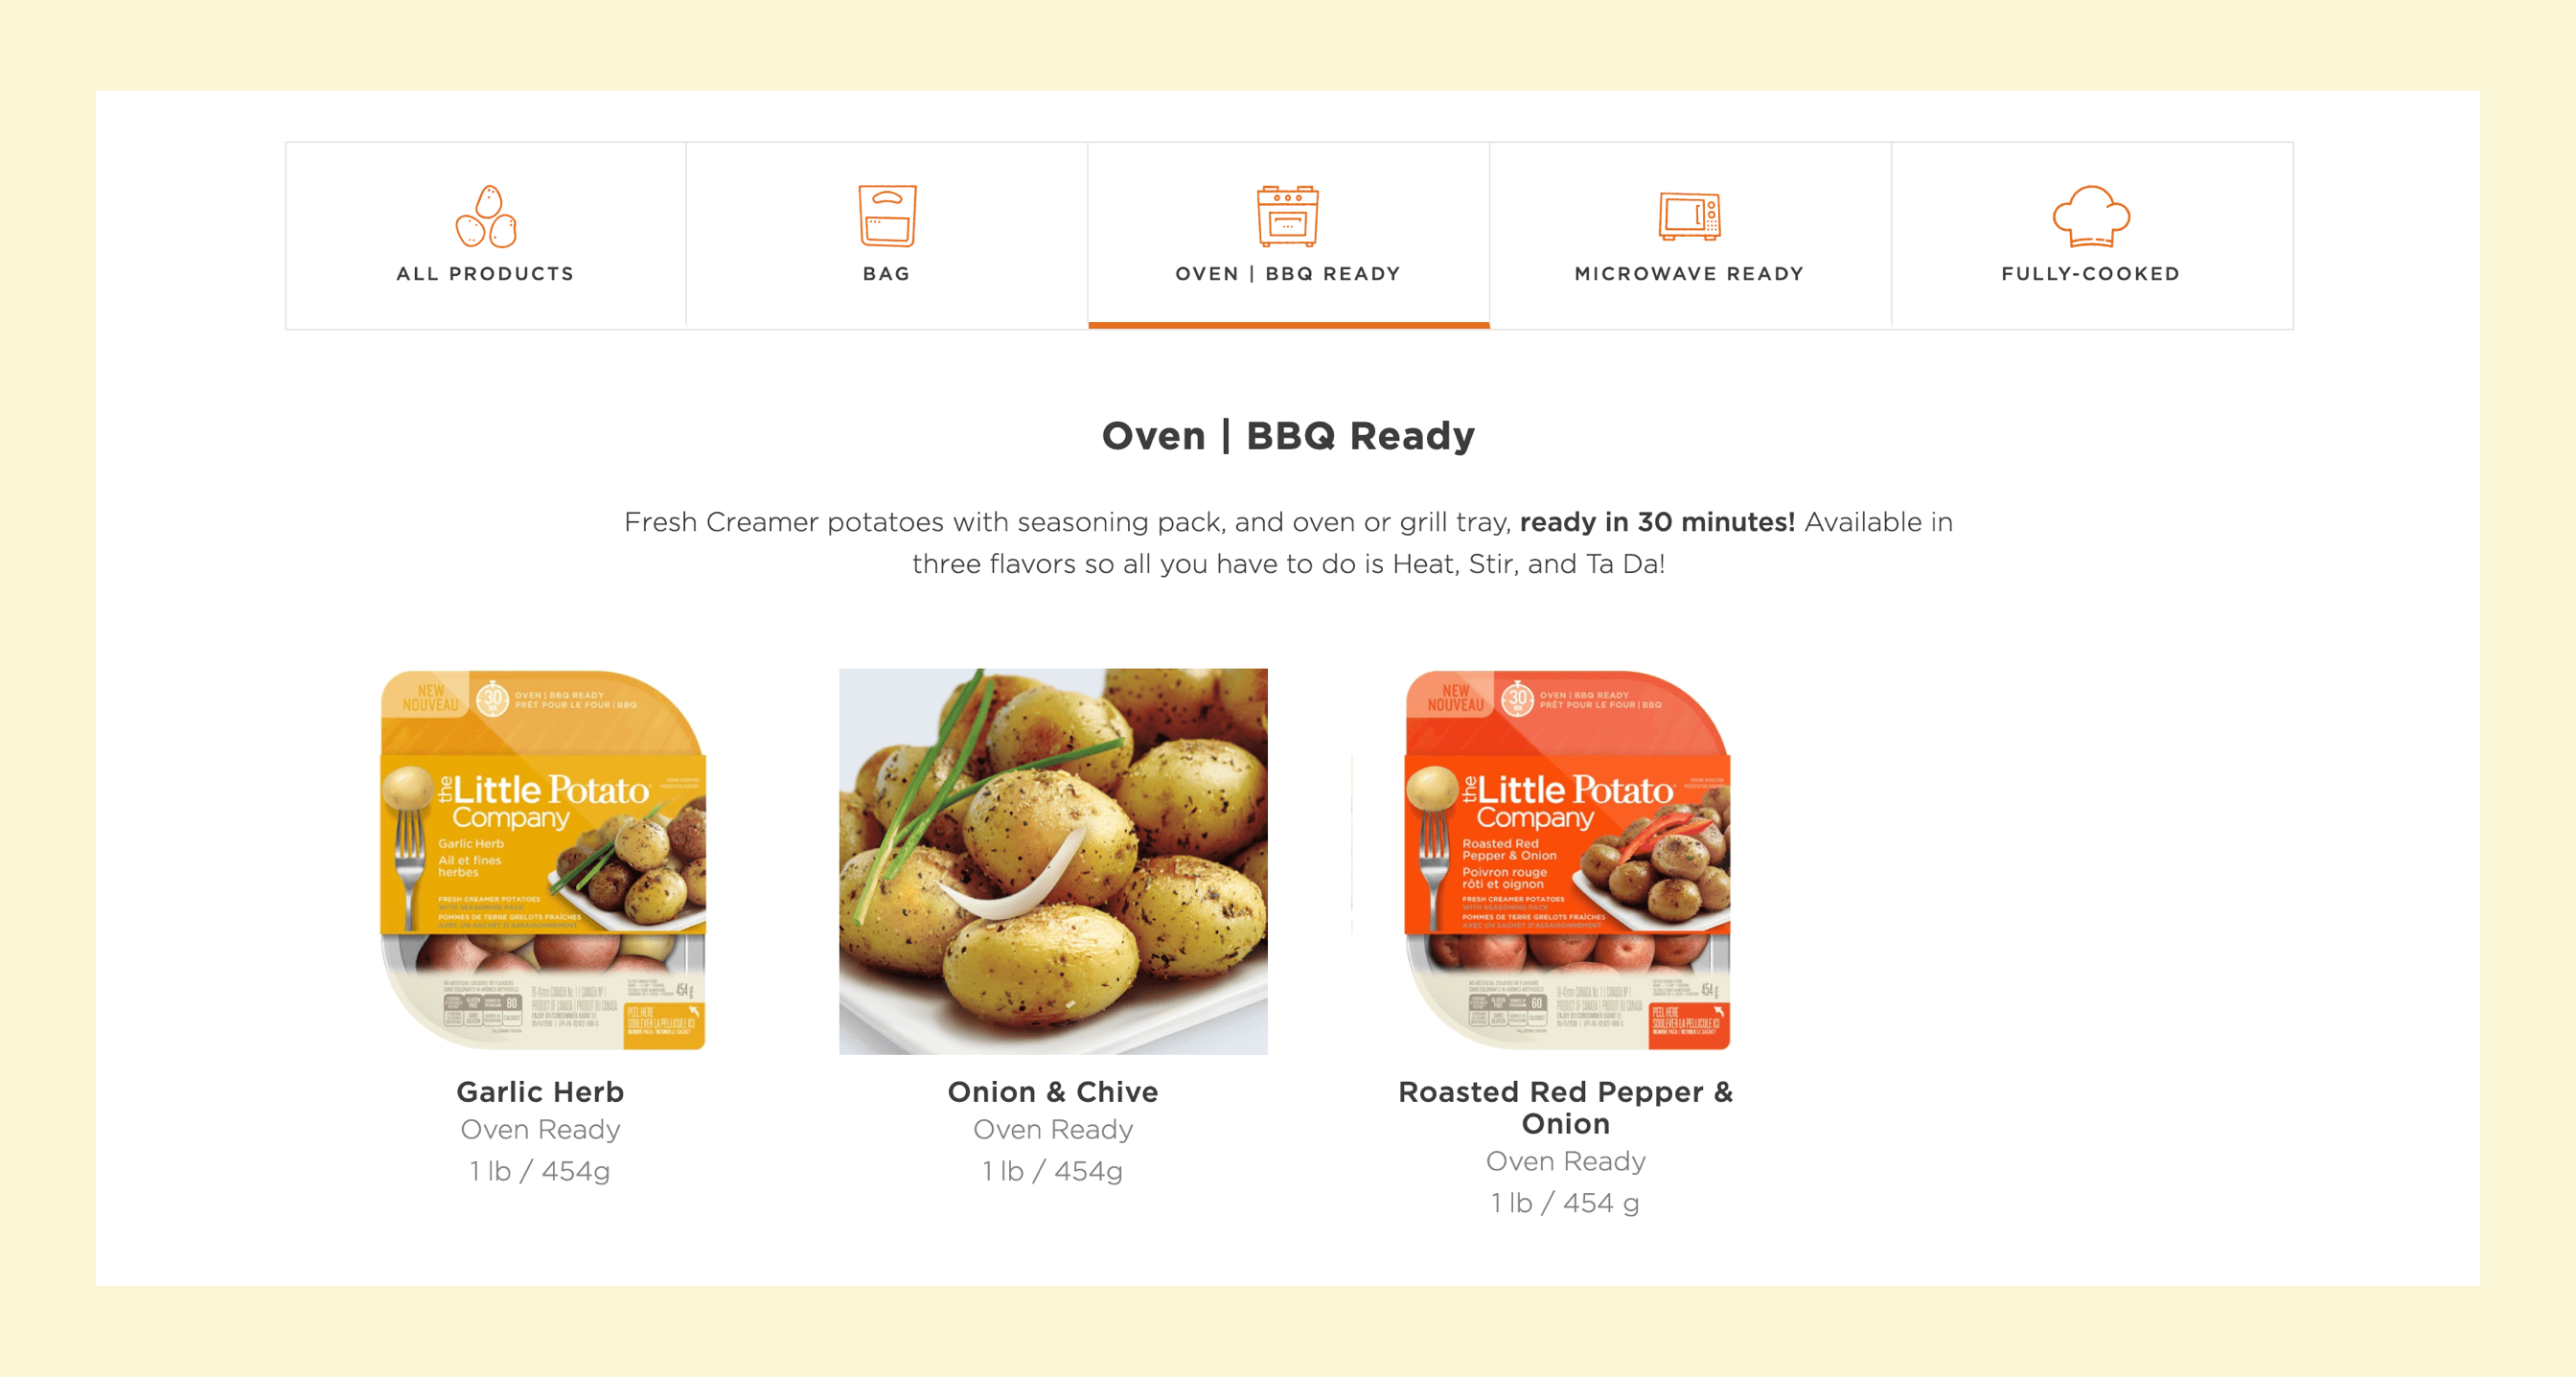 ALL PRODUCTS
BAG
OVEN | BBQ READY
MICROWAVE READY
FULLY-COOKED
Oven | BBQ Ready
Fresh Creamer potatoes with seasoning pack, and oven or grill tray, ready in 30 minutes! Available in
three flavors so all you have to do is Heat, Stir, and Ta Da!
NEW
NOUVEAU
30
OVEN | BBQ READY
PRÊT POUR LE FOUR | BBQ
the Little Potato
Company
Garlic Herb
Ail et fines
herbes
FRESH CREAMER POTATOES
WITH SEASONING PACK
POMMES DE TERRE GRELOTS FRAÎCHES
AVEC UN SACHET D'ASSAISONNEMENT
80
454 g
PEEL HERE
SOULEVER LA PELLICULE ICI
Garlic Herb
Oven Ready
1 lb / 454g
Onion & Chive
Oven Ready
1 lb / 454g
NEW
NOUVEAU
30
OVEN | BBQ READY
PRÊT POUR LE FOUR | BBQ
the Little Potato
Company
Roasted Red
Pepper & Onion
Poivron rouge
rôti et oignon
FRESH CREAMER POTATOES
WITH SEASONING PACK
POMMES DE TERRE GRELOTS FRAÎCHES
AVEC UN SACHET D'ASSAISONNEMENT
60
454 g
PEEL HERE
SOULEVER LA PELLICULE ICI
Roasted Red Pepper &
Onion
Oven Ready
1 lb / 454 g